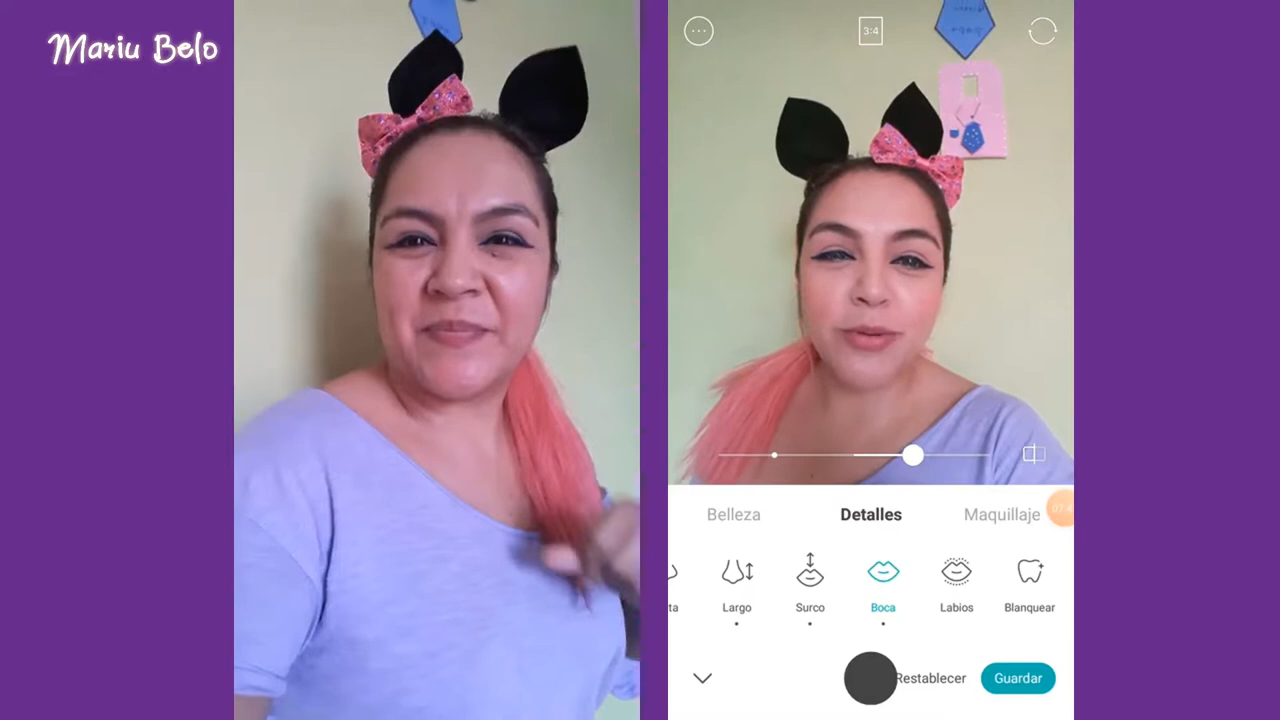 Mariu Belo
3:4
Belleza
Detalles
Maquillaje
Largo
Surco
Boca
Labios
Blanquear
Restablecer
Guardar